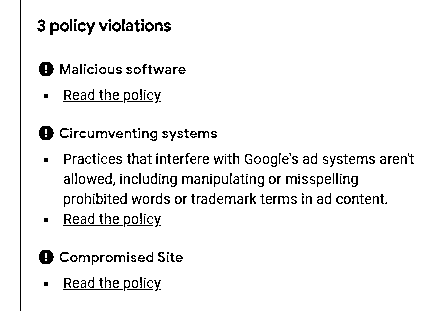 3 policy violations
Malicious software
Read the policy
Circumventing systems
Practices that interfere with Google's ad systems aren't
allowed, including manipulating or misspelling
prohibited words or trademark terms in ad content.
Read the policy
Compromised Site
Read the policy